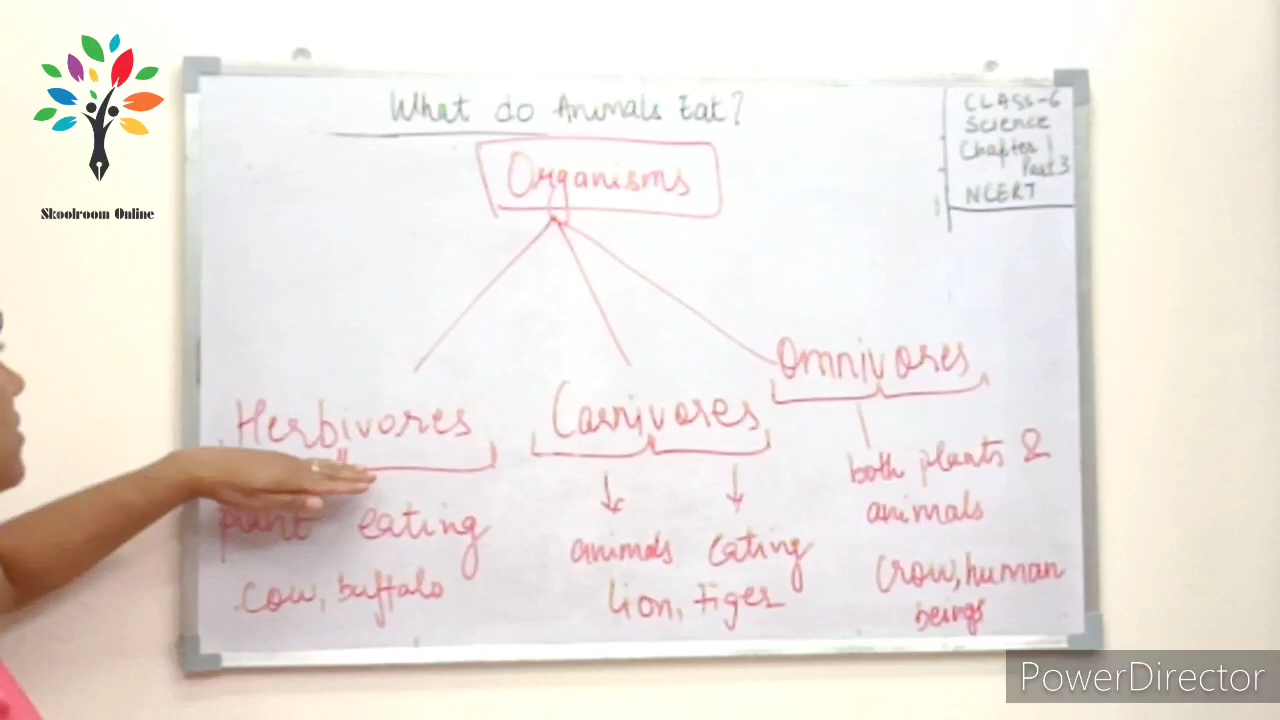 Skoolroom Online
What do Animals Eat?
CLASS-6
Science
Chapter 1
Part 3
NCERT
Organisms
Herbivores
plant eating
cow, buffalo
Carnivores
animals eating
lion, tiger
Omnivores
both plants &
animals
Crow, human
beings
PowerDirector